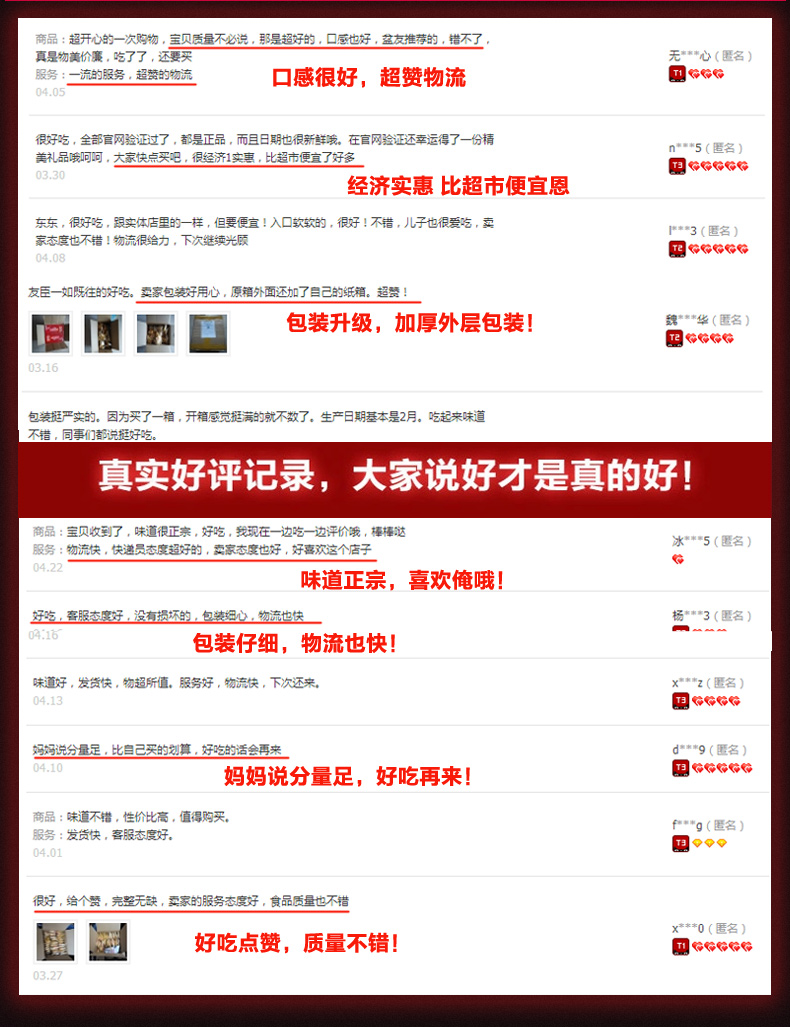 商品：超开心的一次购物，宝贝质量不必说，那是超好的，口感也好，盆友推荐的，错不了，
真是物美价廉，吃了了，还要买
服务：一流的服务，超赞的物流
04.05
口感很好，超赞物流
无***心（匿名）
T1
很好吃，全部官网验证过了，都是正品，而且日期也很新鲜哦。在官网验证还幸运得了一份精
美礼品哦呵呵，大家快点买吧，很经济1实惠，比超市便宜了好多
03.30
经济实惠 比超市便宜恩
n***5（匿名）
T3
东东，很好吃，跟实体店里的一样，但要便宜！入口软软的，很好！不错，儿子也很爱吃，卖
家态度也不错！物流很给力，下次继续光顾
04.08
l***3（匿名）
T2
友臣一如既往的好吃。卖家包装好用心，原箱外面还加了自己的纸箱。超赞！
包装升级，加厚外层包装！
03.16
魏***华（匿名）
T2
包装挺严实的。因为买了一箱，开箱感觉挺满的就不数了。生产日期基本是2月。吃起来味道
不错，同事们都说挺好吃。
真实好评记录，大家说好才是真的好！
商品：宝贝收到了，味道很正宗，好吃，我现在一边吃一边评价哦，棒棒哒
服务：物流快，快递员态度超好的，卖家态度也好，好喜欢这个店子
04.22
味道正宗，喜欢俺哦！
冰***5（匿名）
好吃，客服态度好，没有损坏的，包装细心，物流也快
04.16
包装仔细，物流也快！
杨***3（匿名）
味道好，发货快，物超所值。服务好，物流快，下次还来。
04.13
x***z（匿名）
T3
妈妈说分量足，比自己买的划算，好吃的话会再来
04.10
妈妈说分量足，好吃再来！
d***9（匿名）
T3
商品：味道不错，性价比高，值得购买。
服务：发货快，客服态度好。
04.01
f***g（匿名）
T3
很好，给个赞，完整无缺，卖家的服务态度好，食品质量也不错
好吃点赞，质量不错！
03.27
x***0（匿名）
T1